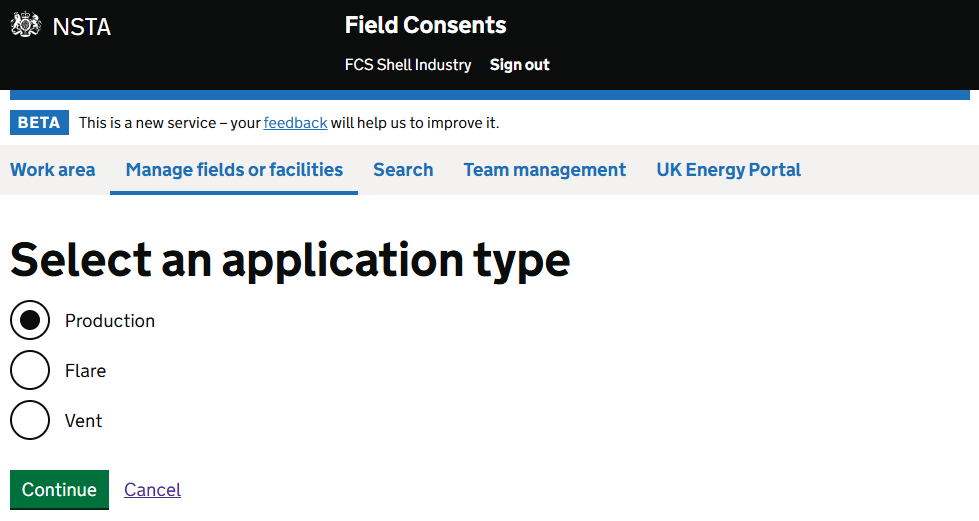 NSTA
Field Consents
FCS Shell Industry Sign out
BETA This is a new service – your feedback will help us to improve it.
Work area Manage fields or facilities Search Team management UK Energy Portal
Select an application type
Production
Flare
Vent
Continue Cancel